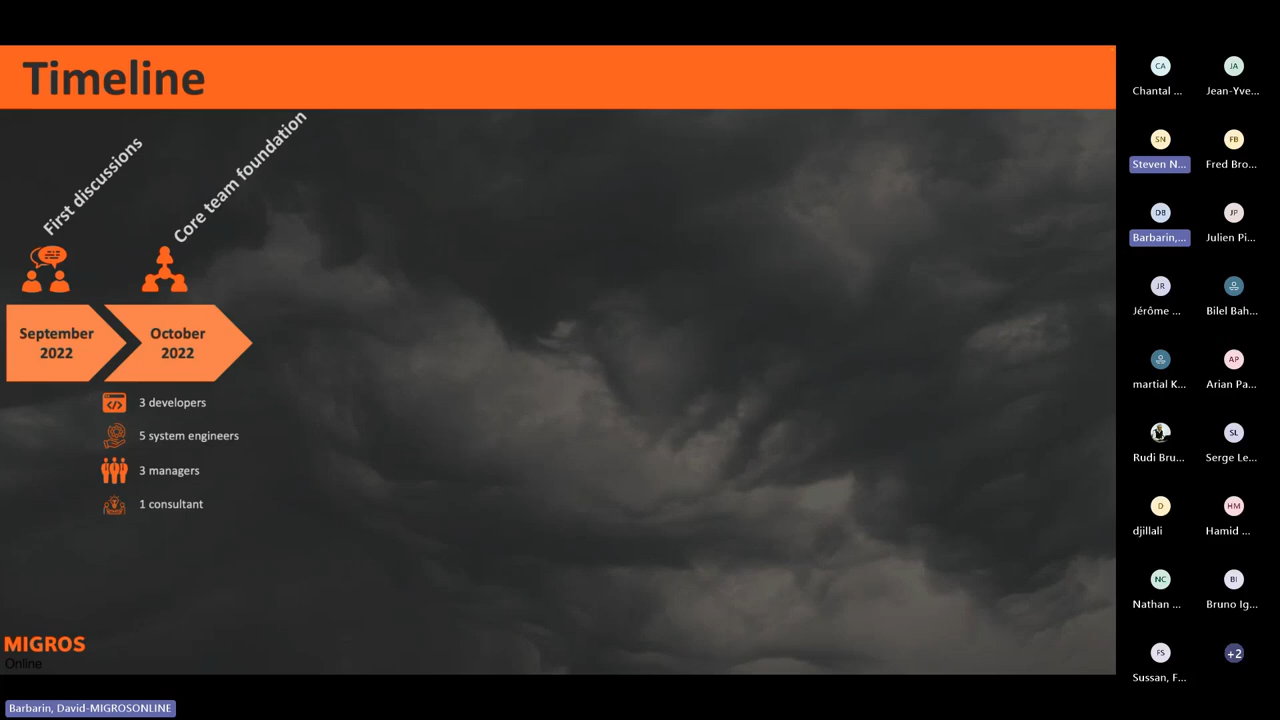 Timeline
First discussions
Core team foundation
September
2022
October
2022
3 developers
5 system engineers
3 managers
1 consultant
MIGROS
Online
Barbarin, David-MIGROSONLINE
CA
Chantal ...
JA
Jean-Yve...
SN
Steven N...
FB
Fred Bro...
DB
Barbarin,...
JP
Julien Pi...
JR
Jérôme ...
Bilel Bah...
martial K...
AP
Arian Pa...
Rudi Bru...
SL
Serge Le...
D
djillali
HM
Hamid ...
NC
Nathan ...
BI
Bruno Ig...
FS
Sussan, F...
+2